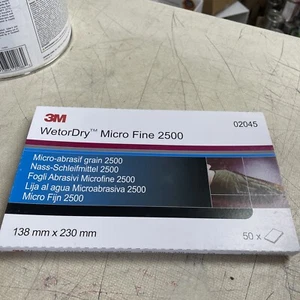 3M
WetorDry™ Micro Fine 2500
02045
Micro-abrasif grain 2500
Nass-Schleifmittel 2500
Fogli Abrasivi Microfine 2500
Lija al agua Microabrasiva 2500
Micro Fijn 2500
138 mm x 230 mm
50 x